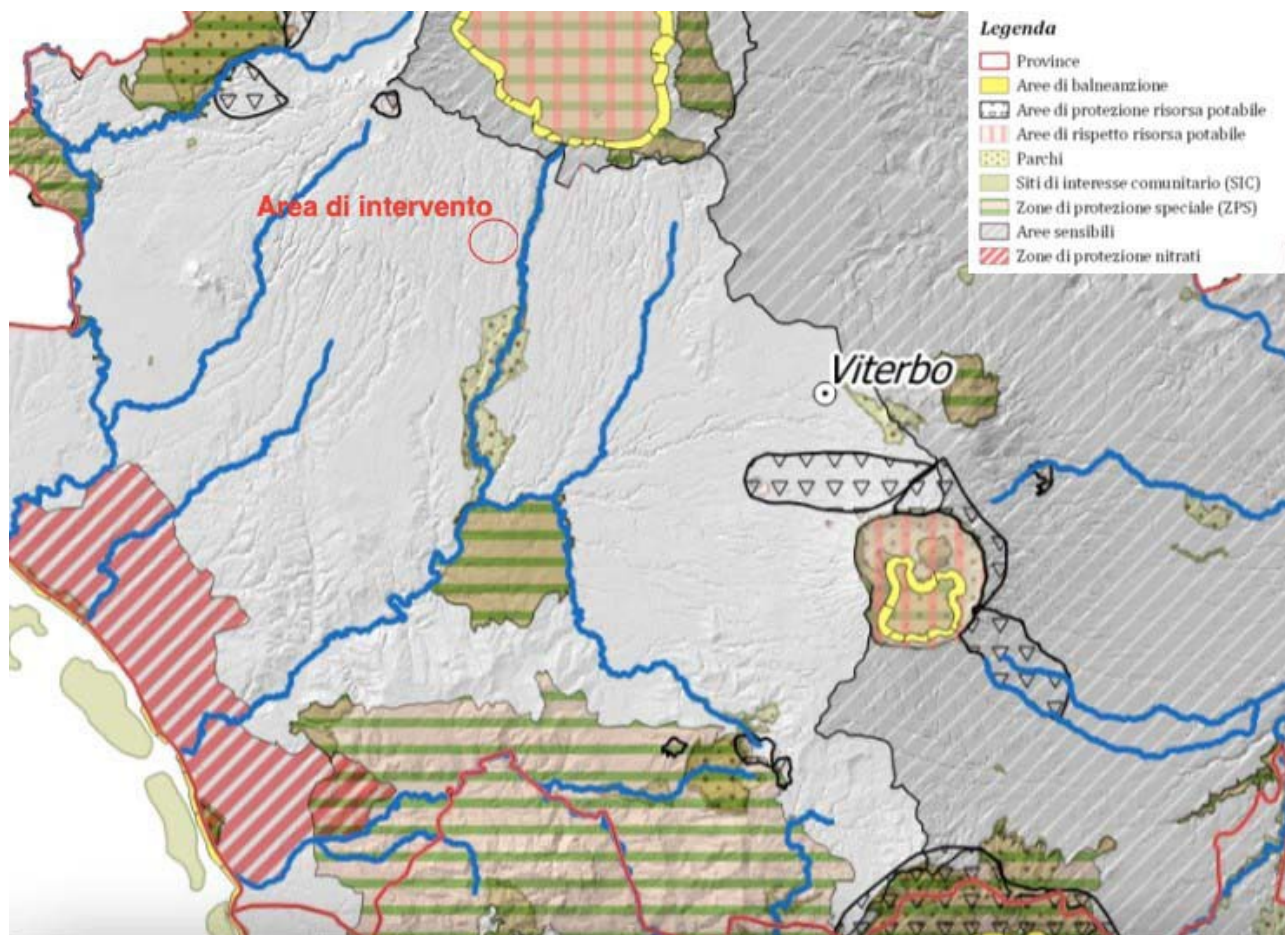 Legenda
Province
Aree di balneanzione
Aree di protezione risorsa potabile
Aree di rispetto risorsa potabile
Parchi
Siti di interesse comunitario (SIC)
Zone di protezione speciale (ZPS)
Aree sensibili
Zone di protezione nitrati
Area di intervento
Viterbo